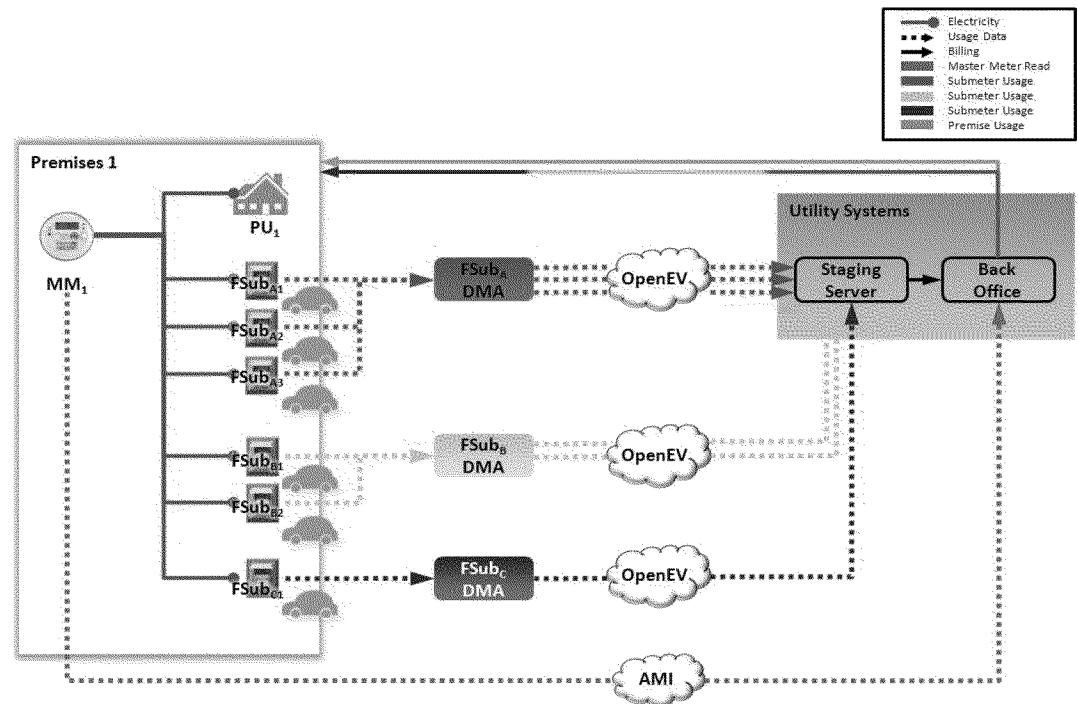 Electricity
Usage Data
Billing
Master Meter Read
Submeter Usage
Submeter Usage
Submeter Usage
Premise Usage
Premises 1
PU1
MM1
FSubA1
FSubA2
FSubA3
FSubB1
FSubB2
FSubC1
FSubA
DMA
OpenEV
FSubB
DMA
OpenEV
FSubC
DMA
OpenEV
AMI
Utility Systems
Staging
Server
Back
Office